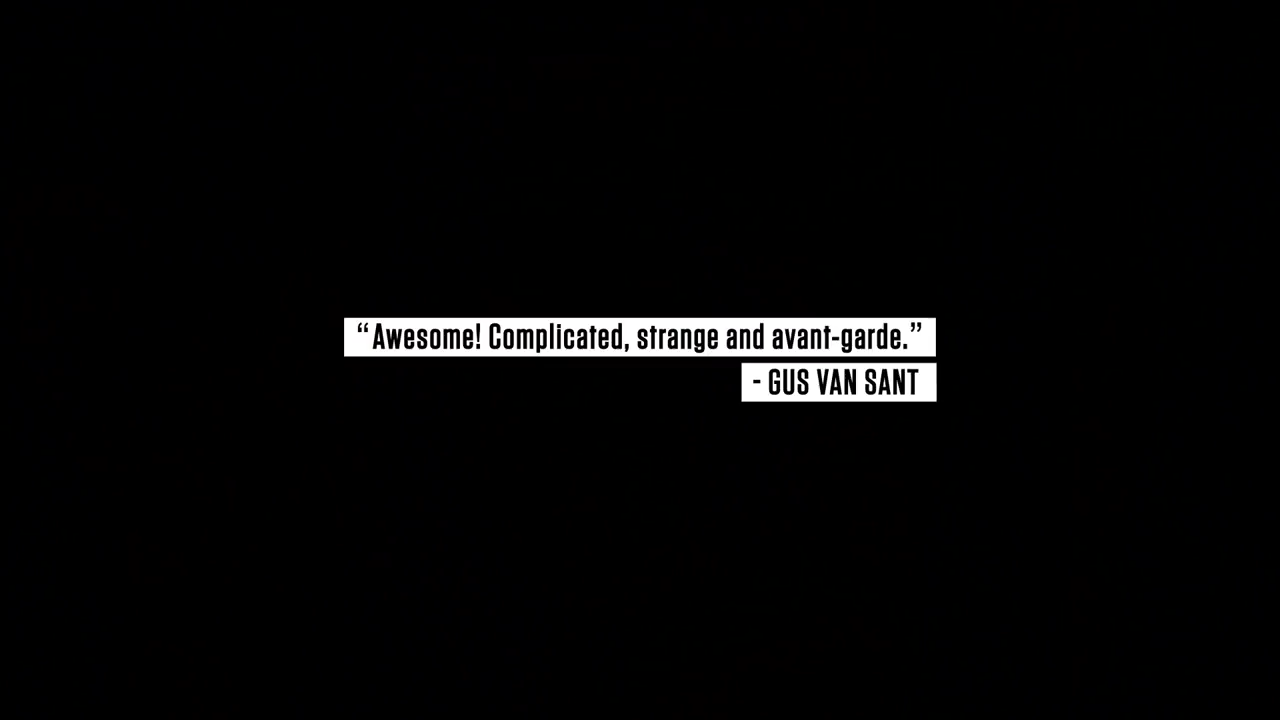 “Awesome! Complicated, strange and avant-garde.”
- GUS VAN SANT